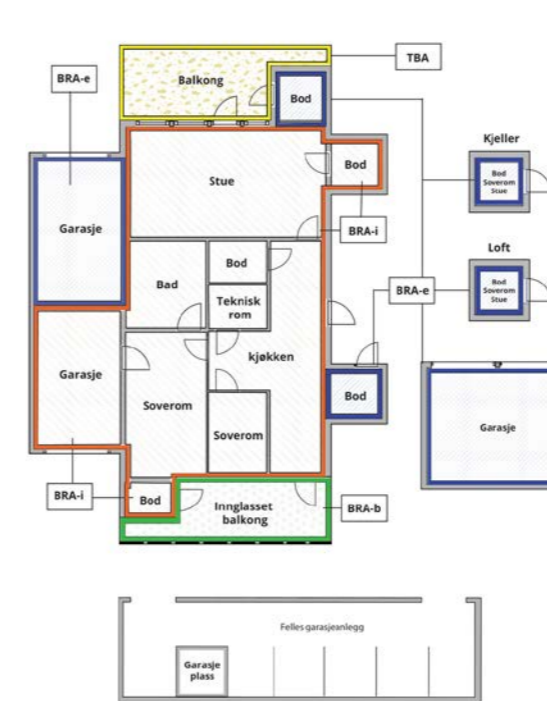 TBA
BRA-e
Balkong
Bod
Kjeller
Bod
Stue
Bod
Soverom
Stue
Garasje
BRA-i
Loft
Bod
Bad
Teknisk
rom
BRA-e
Bod
Soverom
Stue
kjøkken
Garasje
Soverom
Bod
Soverom
Garasje
BRA-i
Bod
Innglasset
balkong
BRA-b
Felles garasjeanlegg
Garasje
plass